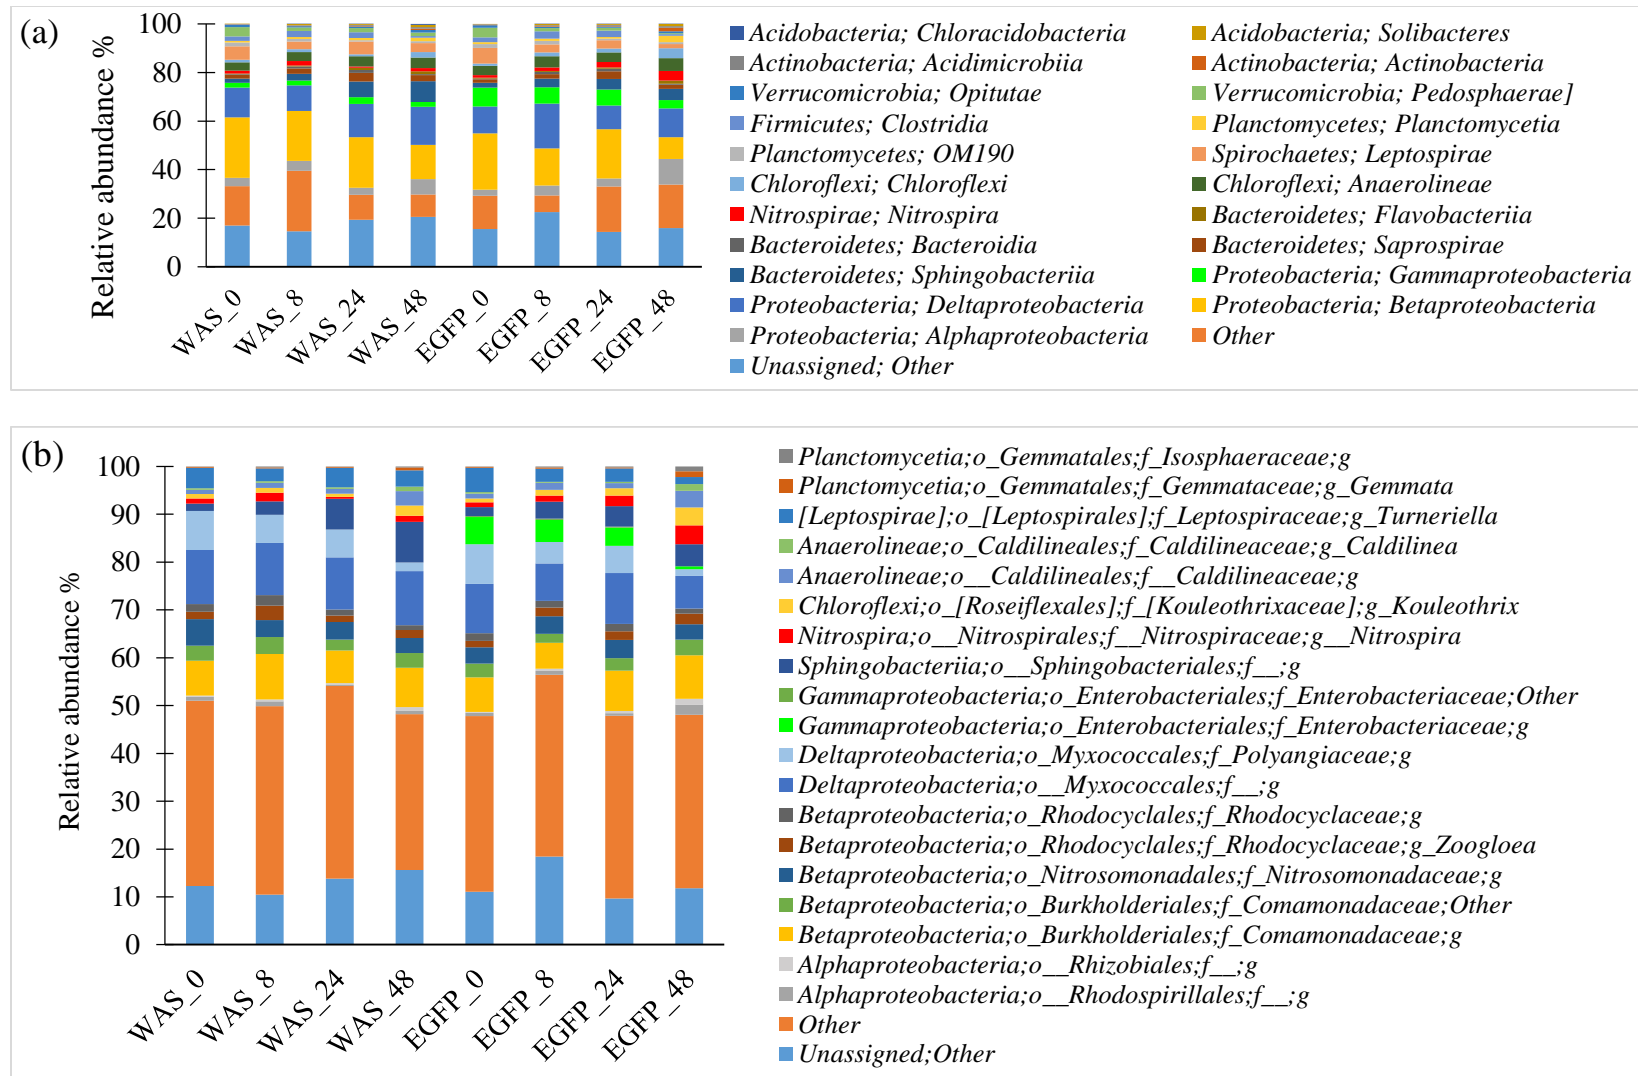 (a)
Relative abundance %
100
80
60
40
20
0
WAS_0
WAS_8
WAS_24
WAS_48
EGFP_0
EGFP_8
EGFP_24
EGFP_48
Acidobacteria; Chloracidobacteria
Acidobacteria; Solibacteres
Actinobacteria; Acidimicrobiia
Actinobacteria; Actinobacteria
Verrucomicrobia; Opitutae
Verrucomicrobia; Pedosphaerae]
Firmicutes; Clostridia
Planctomycetes; Planctomycetia
Planctomycetes; OM190
Spirochaetes; Leptospirae
Chloroflexi; Chloroflexi
Chloroflexi; Anaerolineae
Nitrospirae; Nitrospira
Bacteroidetes; Flavobacteriia
Bacteroidetes; Bacteroidia
Bacteroidetes; Saprospirae
Bacteroidetes; Sphingobacteriia
Proteobacteria; Gammaproteobacteria
Proteobacteria; Deltaproteobacteria
Proteobacteria; Betaproteobacteria
Proteobacteria; Alphaproteobacteria
Other
Unassigned; Other
(b)
Relative abundance %
100
90
80
70
60
50
40
30
20
10
0
WAS_0
WAS_8
WAS_24
WAS_48
EGFP_0
EGFP_8
EGFP_24
EGFP_48
Planctomycetia;o_Gemmatales;f_Isosphaeraceae;g
Planctomycetia;o_Gemmatales;f_Gemmataceae;g_Gemmata
[Leptospirae];o_[Leptospirales];f_Leptospiraceae;g_Turneriella
Anaerolineae;o_Caldilineales;f_Caldilineaceae;g_Caldilinea
Anaerolineae;o__Caldilineales;f__Caldilineaceae;g
Chloroflexi;o_[Roseiflexales];f_[Kouleothrixaceae];g_Kouleothrix
Nitrospira;o__Nitrospirales;f__Nitrospiraceae;g__Nitrospira
Sphingobacteriia;o__Sphingobacteriales;f__;g
Gammaproteobacteria;o_Enterobacteriales;f_Enterobacteriaceae;Other
Gammaproteobacteria;o_Enterobacteriales;f_Enterobacteriaceae;g
Deltaproteobacteria;o_Myxococcales;f_Polyangiaceae;g
Deltaproteobacteria;o__Myxococcales;f__;g
Betaproteobacteria;o_Rhodocyclales;f_Rhodocyclaceae;g
Betaproteobacteria;o_Rhodocyclales;f_Rhodocyclaceae;g_Zoogloea
Betaproteobacteria;o_Nitrosomonadales;f_Nitrosomonadaceae;g
Betaproteobacteria;o_Burkholderiales;f_Comamonadaceae;Other
Betaproteobacteria;o_Burkholderiales;f_Comamonadaceae;g
Alphaproteobacteria;o__Rhizobiales;f__;g
Alphaproteobacteria;o__Rhodospirillales;f__;g
Other
Unassigned;Other